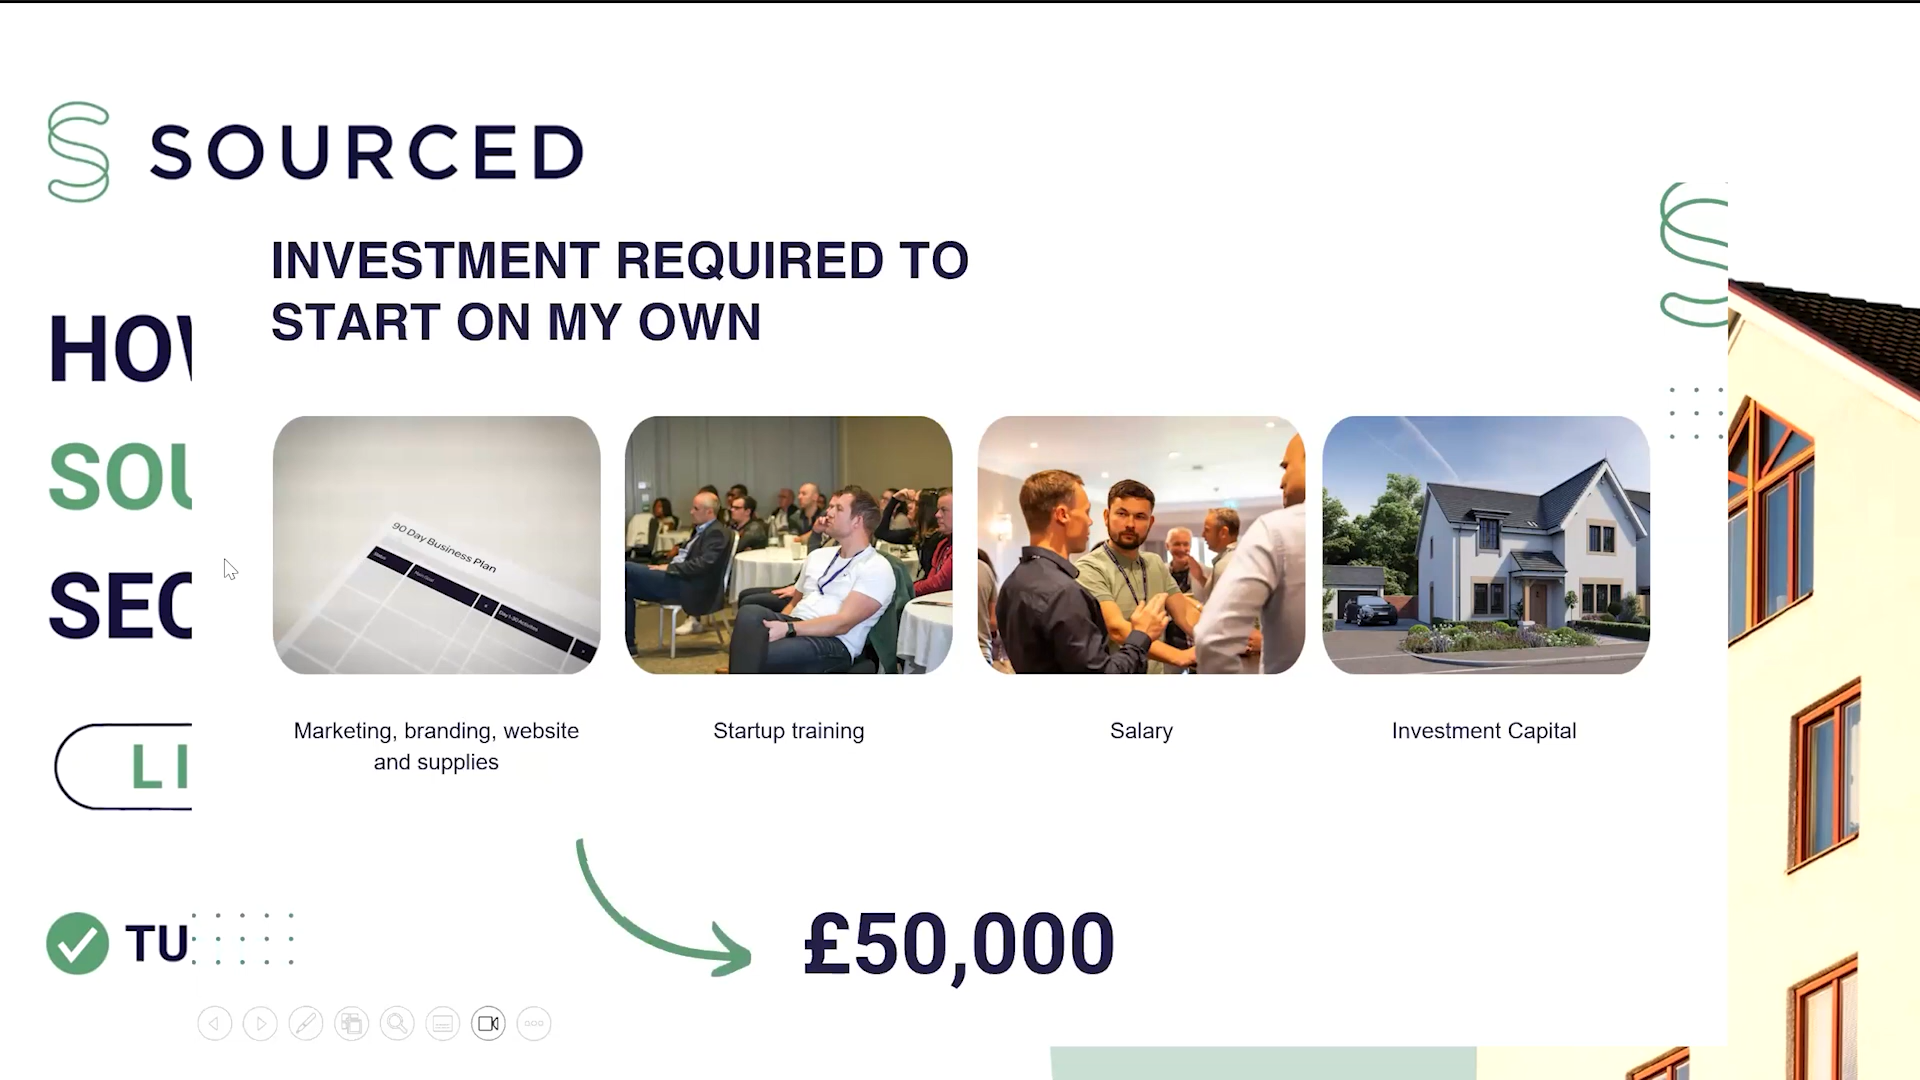 SOURCED
INVESTMENT REQUIRED TO
START ON MY OWN
HO
SOU
SEC
LI
TU
90 Day Business Plan
Marketing, branding, website
and supplies
Startup training
Salary
Investment Capital
£50,000